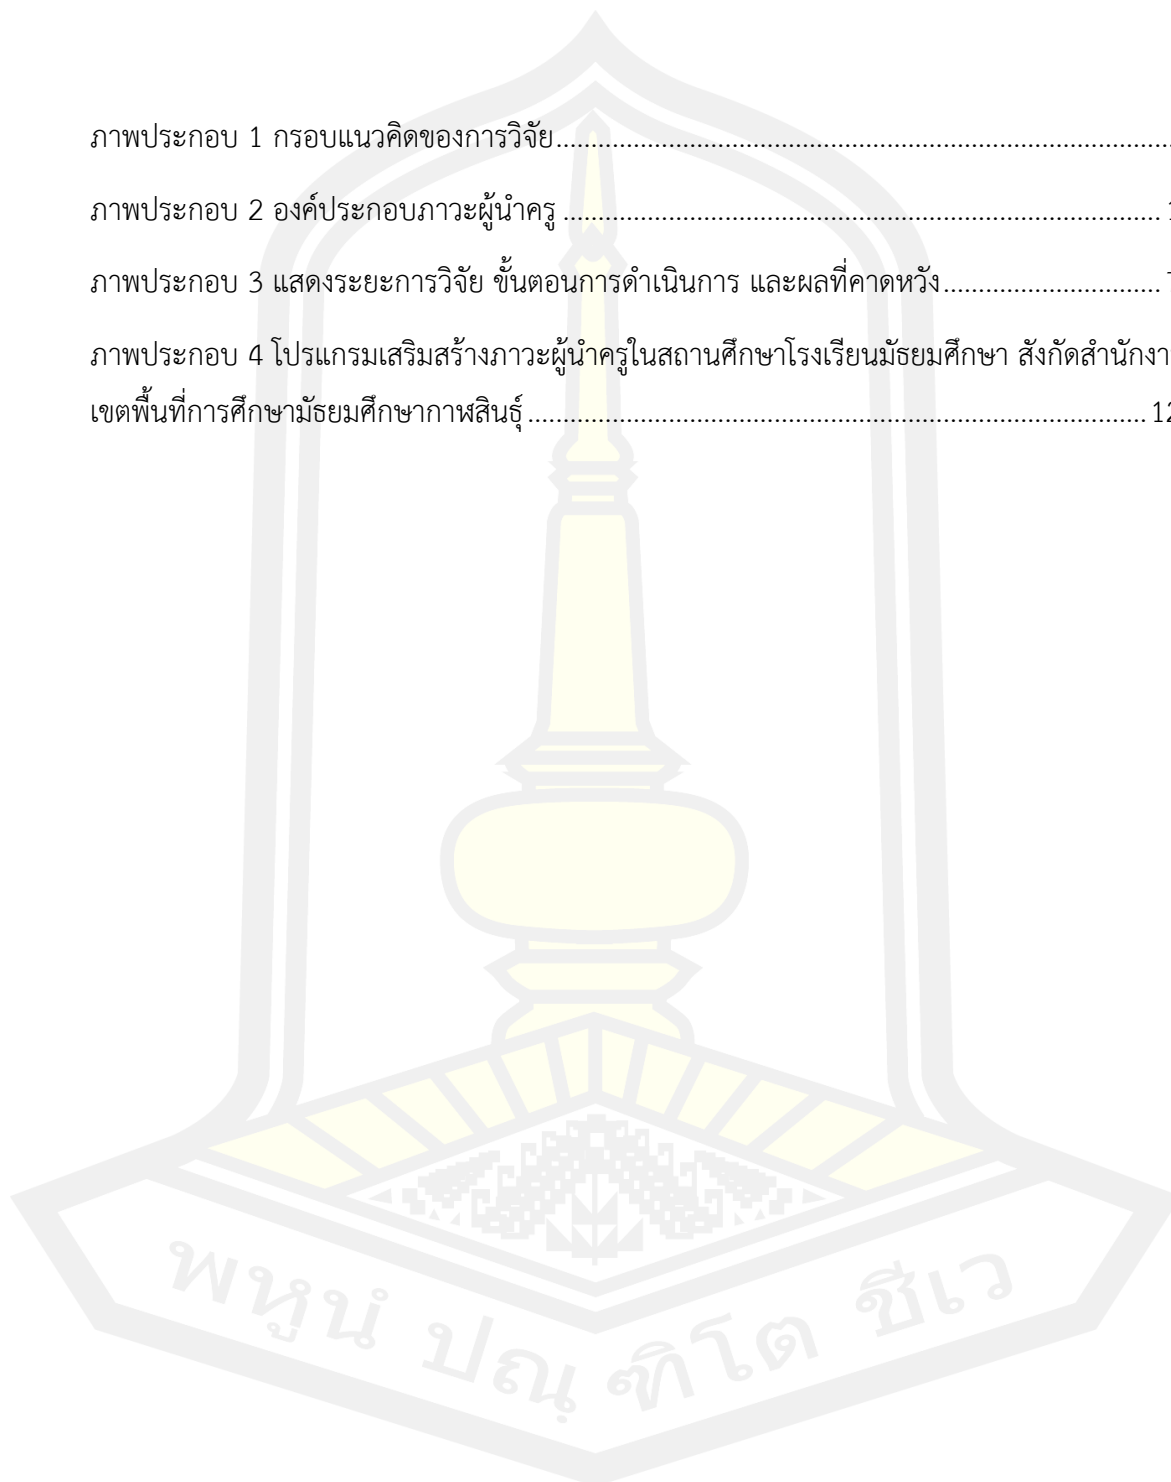 ภาพประกอบ 1 กรอบแนวคิดของการวิจัย.....
ภาพประกอบ 2 องค์ประกอบภาวะผู้นำครู.....
ภาพประกอบ 3 แสดงระยะการวิจัย ขั้นตอนการดำเนินการ และผลที่คาดหวัง.....
ภาพประกอบ 4 โปรแกรมเสริมสร้างภาวะผู้นำครูในสถานศึกษาโรงเรียนมัธยมศึกษา
เขตพื้นที่การศึกษามัธยมศึกษากาฬสินธุ์.....
พหูนํ ปณฺ ฑิโต ชีเว